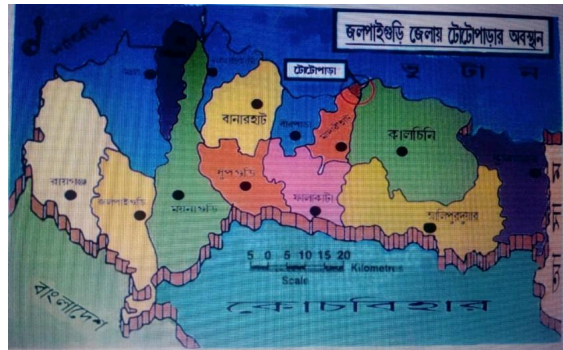 জলপাইগুড়ি জেলায় টোটোপাড়ার অবস্থান
ভুটান
টোটোপাড়া
বানারহাট
কালচিনি
ধুপগুড়ি
ফালাকাটা
জলপাইগুড়ি
ময়নাগুড়ি
আলিপুরদুয়ার
আসাম
5 0 5 10 15 20
Kilometres
Scale
বাংলাদেশ
কোচবিহার